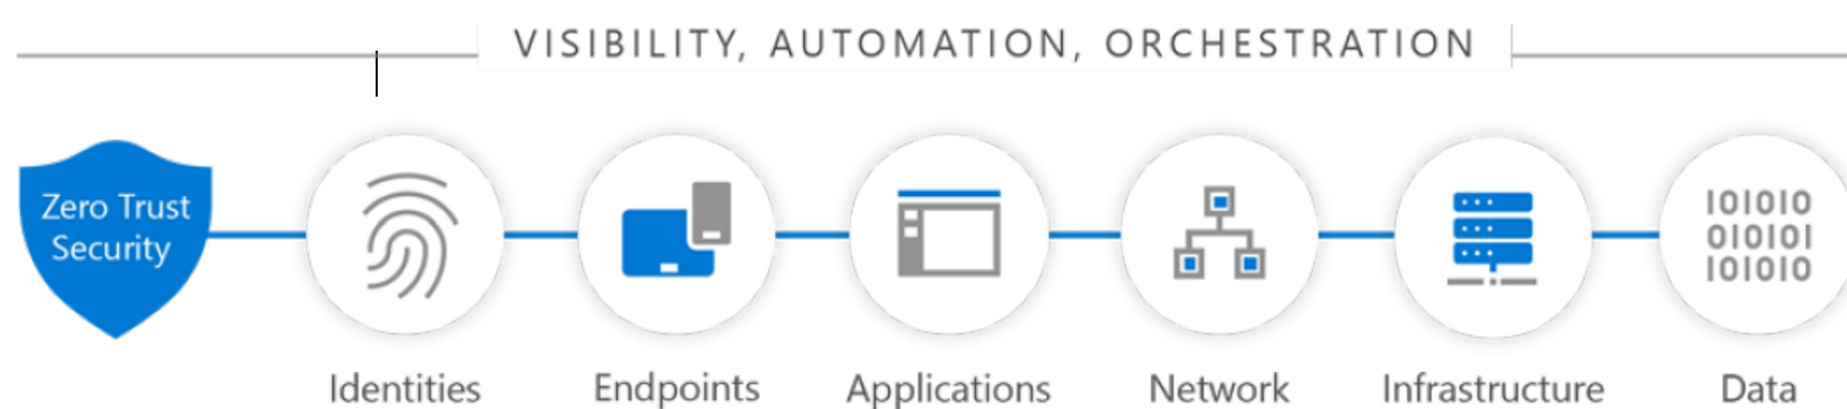 VISIBILITY, AUTOMATION, ORCHESTRATION
Zero Trust
Security
101010
010101
101010
Identities
Endpoints
Applications
Network
Infrastructure
Data